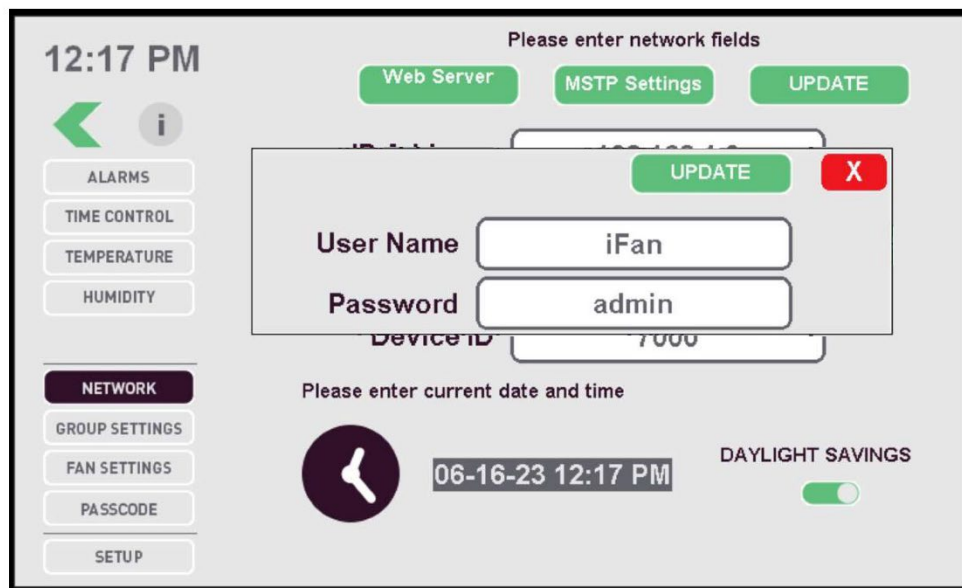 12:17 PM
Please enter network fields
Web Server
MSTP Settings
UPDATE
i
ALARMS
TIME CONTROL
TEMPERATURE
HUMIDITY
UPDATE
X
User Name
iFan
Password
admin
Device ID
7000
NETWORK
GROUP SETTINGS
FAN SETTINGS
PASSCODE
SETUP
Please enter current date and time
06-16-23 12:17 PM
DAYLIGHT SAVINGS